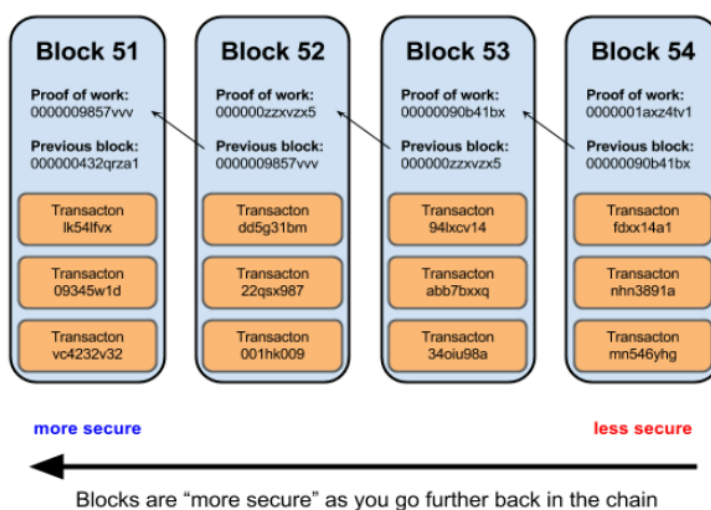 Block 51
Proof of work:
0000009857vvv
Previous block:
000000432qrza1
Transacton
lk54lfvx
Transacton
09345w1d
Transacton
vc4232v32
Block 52
Proof of work:
000000zzxvzx5
Previous block:
0000009857vvv
Transacton
dd5g31bm
Transacton
22qsx987
Transacton
001hk009
Block 53
Proof of work:
00000090b41bx
Previous block:
000000zzxvzx5
Transacton
94lxcv14
Transacton
abb7bxxq
Transacton
34oiu98a
Block 54
Proof of work:
0000001axz4tv1
Previous block:
00000090b41bx
Transacton
fdxx14a1
Transacton
nhn3891a
Transacton
mn546yhg
more secure
less secure
Blocks are “more secure” as you go further back in the chain